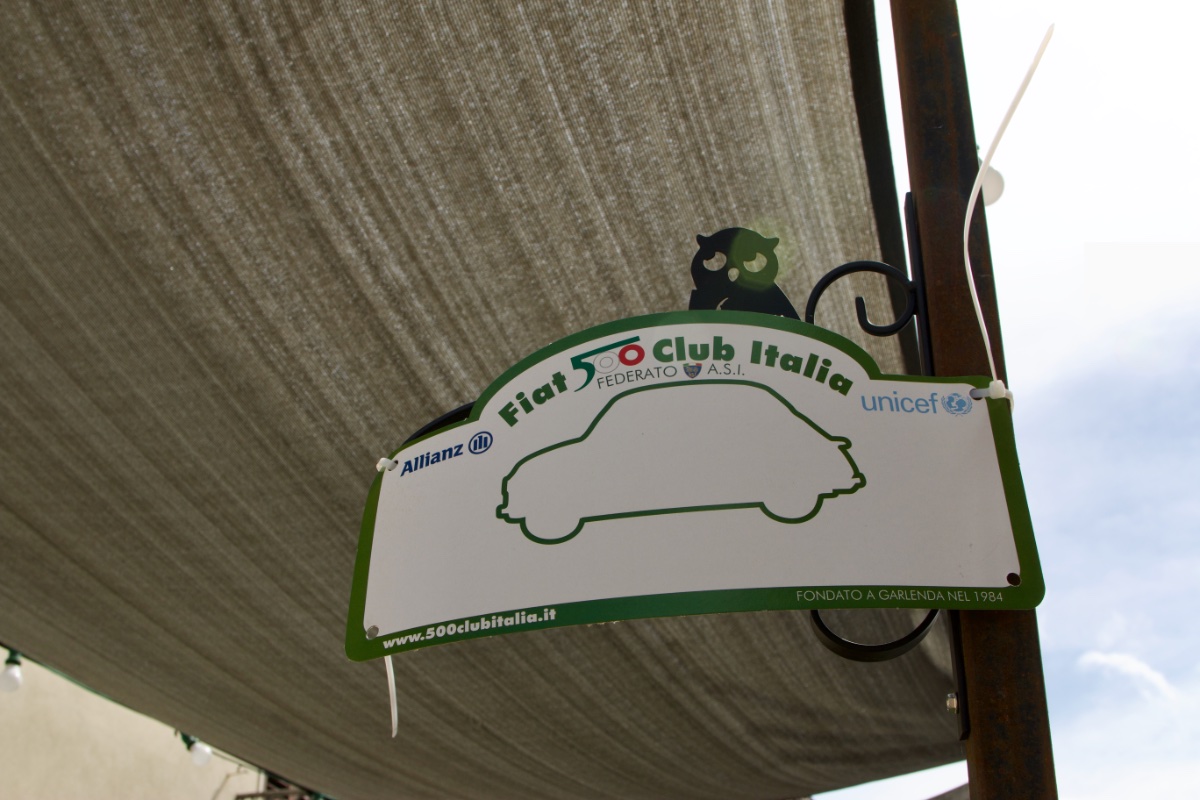 Fiat 500 Club Italia
FEDERATO A.S.I.
Allianz
unicef
www.500clubitalia.it
FONDATO A GARLENDA NEL 1984